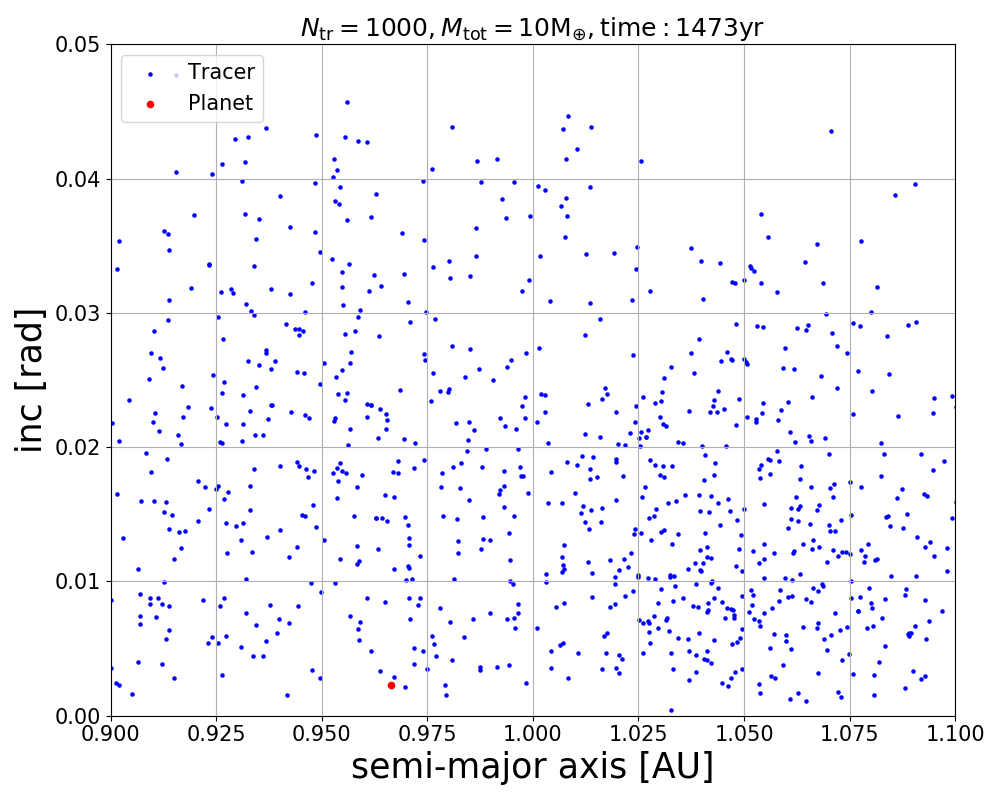 N_tr = 1000, M_tot = 10M_⊕, time : 1473yr
0.05
Tracer
Planet
0.04
0.03
inc [rad]
0.02
0.01
0.00
0.900 0.925 0.950 0.975 1.000 1.025 1.050 1.075 1.100
semi-major axis [AU]